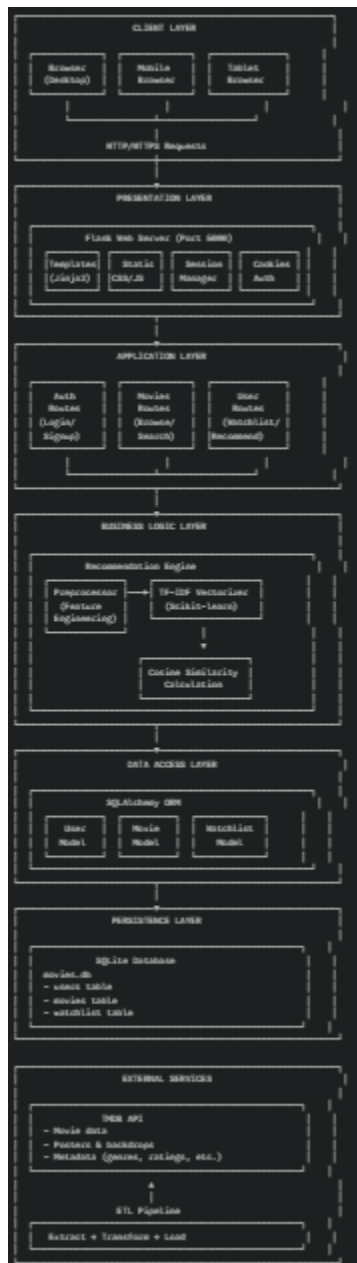 CLIENT LAYER
Browser Mobile Tablet
(Desktop) Browser Browser
HTTP/HTTPS Requests
PRESENTATION LAYER
Flask Web Server (Port 5000)
Templates Static Session Cookies
(Jinja2) CSS/JS Manager Auth
APPLICATION LAYER
Auth Movies User
Routes Routes Routes
(Login/ (Browse/ (Watchlist/
Signup) Search) Recommend)
BUSINESS LOGIC LAYER
Recommendation Engine
Preprocessor TF-IDF Vectorizer
(Feature (Scikit-learn)
Engineering)
Cosine Similarity
Calculation
DATA ACCESS LAYER
SQLAlchemy ORM
User Movie Watchlist
Model Model Model
PERSISTENCE LAYER
SQLite Database
movies.db
- users table
- movies table
- watchlist table
EXTERNAL SERVICES
TMDB API
- Movie data
- Posters & backdrops
- Metadata (genres, ratings, etc.)
ETL Pipeline
Extract → Transform → Load